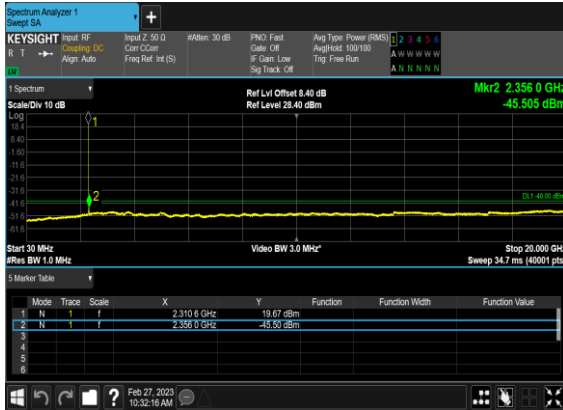 Spectrum Analyzer 1
Swept SA
+
KEYSIGHT Input: RF Input Z: 50 Ω #Atten: 30 dB PNO: Fast Avg Type: Power (RMS) 1 2 3 4 5 6
R T Coupling: DC Corr CCorr Gate: Off Avg|Hold: 100/100 A W W W W W
Align: Auto Freq Ref: Int (S) IF Gain: Low Trig: Free Run
LXI Sig Track: Off A N N N N N
1 Spectrum
Ref Lvl Offset 8.40 dB Mkr2 2.356 0 GHz
Scale/Div 10 dB Ref Level 28.40 dBm -45.505 dBm
Log
18.4
8.40
-1.60
-11.6
-21.6
-31.6
-41.6
-51.6
-61.6
1
2
DL1 -40.00 dBm
Start 30 MHz Video BW 3.0 MHz* Stop 20.000 GHz
#Res BW 1.0 MHz Sweep 34.7 ms (40001 pts)
5 Marker Table
Mode Trace Scale X Y Function Function Width Function Value
1 N 1 f 2.310 6 GHz 19.67 dBm
2 N 1 f 2.356 0 GHz -45.50 dBm
3
4
5
6
? Feb 27, 2023
10:32:16 AM